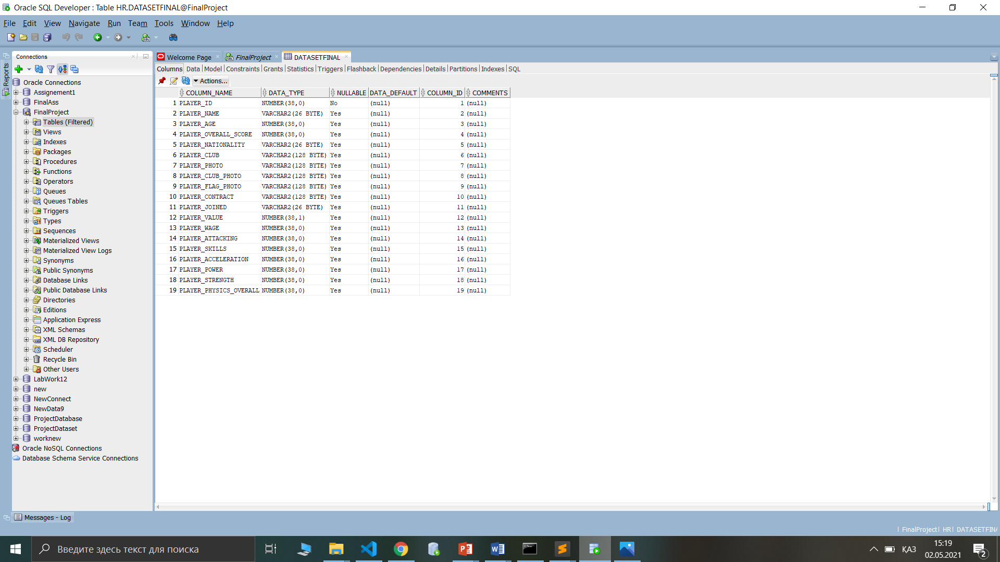 Oracle SQL Developer : Table HR.DATASETFINAL@FinalProject
File Edit View Navigate Run Team Tools Window Help
Reports
Connections
Oracle Connections
Assignement1
FinalAss
FinalProject
Tables (Filtered)
Views
Indexes
Packages
Procedures
Functions
Operators
Queues
Queues Tables
Triggers
Types
Sequences
Materialized Views
Materialized View Logs
Synonyms
Public Synonyms
Database Links
Public Database Links
Directories
Editions
Application Express
XML Schemas
XML DB Repository
Scheduler
Recycle Bin
Other Users
LabWork12
new
NewConnect
NewData9
ProjectDatabase
ProjectDataset
worknew
Oracle NoSQL Connections
Database Schema Service Connections
Welcome Page FinalProject DATASETFINAL
Columns Data Model Constraints Grants Statistics Triggers Flashback Dependencies Details Partitions Indexes SQL
Actions...
COLUMN_NAME DATA_TYPE NULLABLE DATA_DEFAULT COLUMN_ID COMMENTS
1 PLAYER_ID NUMBER(38,0) No (null) 1 (null)
2 PLAYER_NAME VARCHAR2(26 BYTE) Yes (null) 2 (null)
3 PLAYER_AGE NUMBER(38,0) Yes (null) 3 (null)
4 PLAYER_OVERALL_SCORE NUMBER(38,0) Yes (null) 4 (null)
5 PLAYER_NATIONALITY VARCHAR2(26 BYTE) Yes (null) 5 (null)
6 PLAYER_CLUB VARCHAR2(128 BYTE) Yes (null) 6 (null)
7 PLAYER_PHOTO VARCHAR2(128 BYTE) Yes (null) 7 (null)
8 PLAYER_CLUB_PHOTO VARCHAR2(128 BYTE) Yes (null) 8 (null)
9 PLAYER_FLAG_PHOTO VARCHAR2(128 BYTE) Yes (null) 9 (null)
10 PLAYER_CONTRACT VARCHAR2(128 BYTE) Yes (null) 10 (null)
11 PLAYER_JOINED VARCHAR2(26 BYTE) Yes (null) 11 (null)
12 PLAYER_VALUE NUMBER(38,1) Yes (null) 12 (null)
13 PLAYER_WAGE NUMBER(38,0) Yes (null) 13 (null)
14 PLAYER_ATTACKING NUMBER(38,0) Yes (null) 14 (null)
15 PLAYER_SKILLS NUMBER(38,0) Yes (null) 15 (null)
16 PLAYER_ACCELERATION NUMBER(38,0) Yes (null) 16 (null)
17 PLAYER_POWER NUMBER(38,0) Yes (null) 17 (null)
18 PLAYER_STRENGTH NUMBER(38,0) Yes (null) 18 (null)
19 PLAYER_PHYSICS_OVERALL NUMBER(38,0) Yes (null) 19 (null)
Messages - Log
FinalProject HR DATASETFINA
Введите здесь текст для поиска
ҚАЗ
15:19
02.05.2021
2